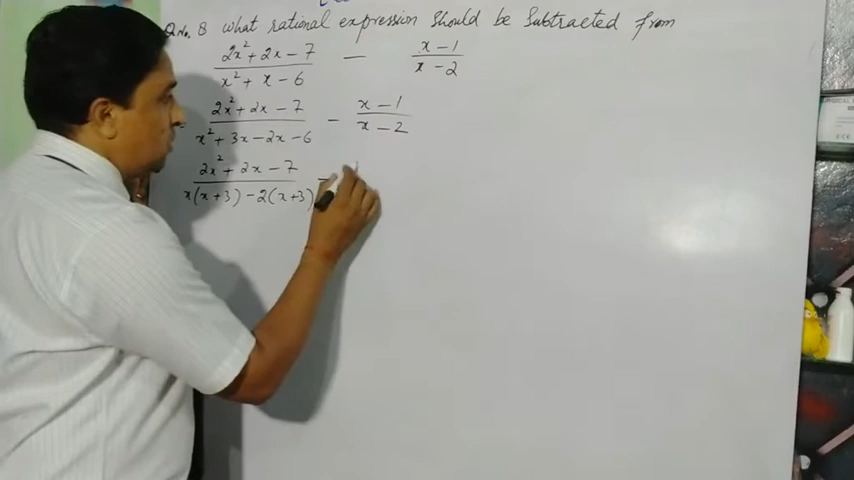 Q No. 8 what rational expression should be Subtracted from
(2x² + 2x - 7)/(x² + x - 6) - (x - 1)/(x - 2)
(2x² + 2x - 7)/(x² + 3x - 2x - 6) - (x - 1)/(x - 2)
(2x² + 2x - 7)/(x(x+3) - 2(x+3)) -